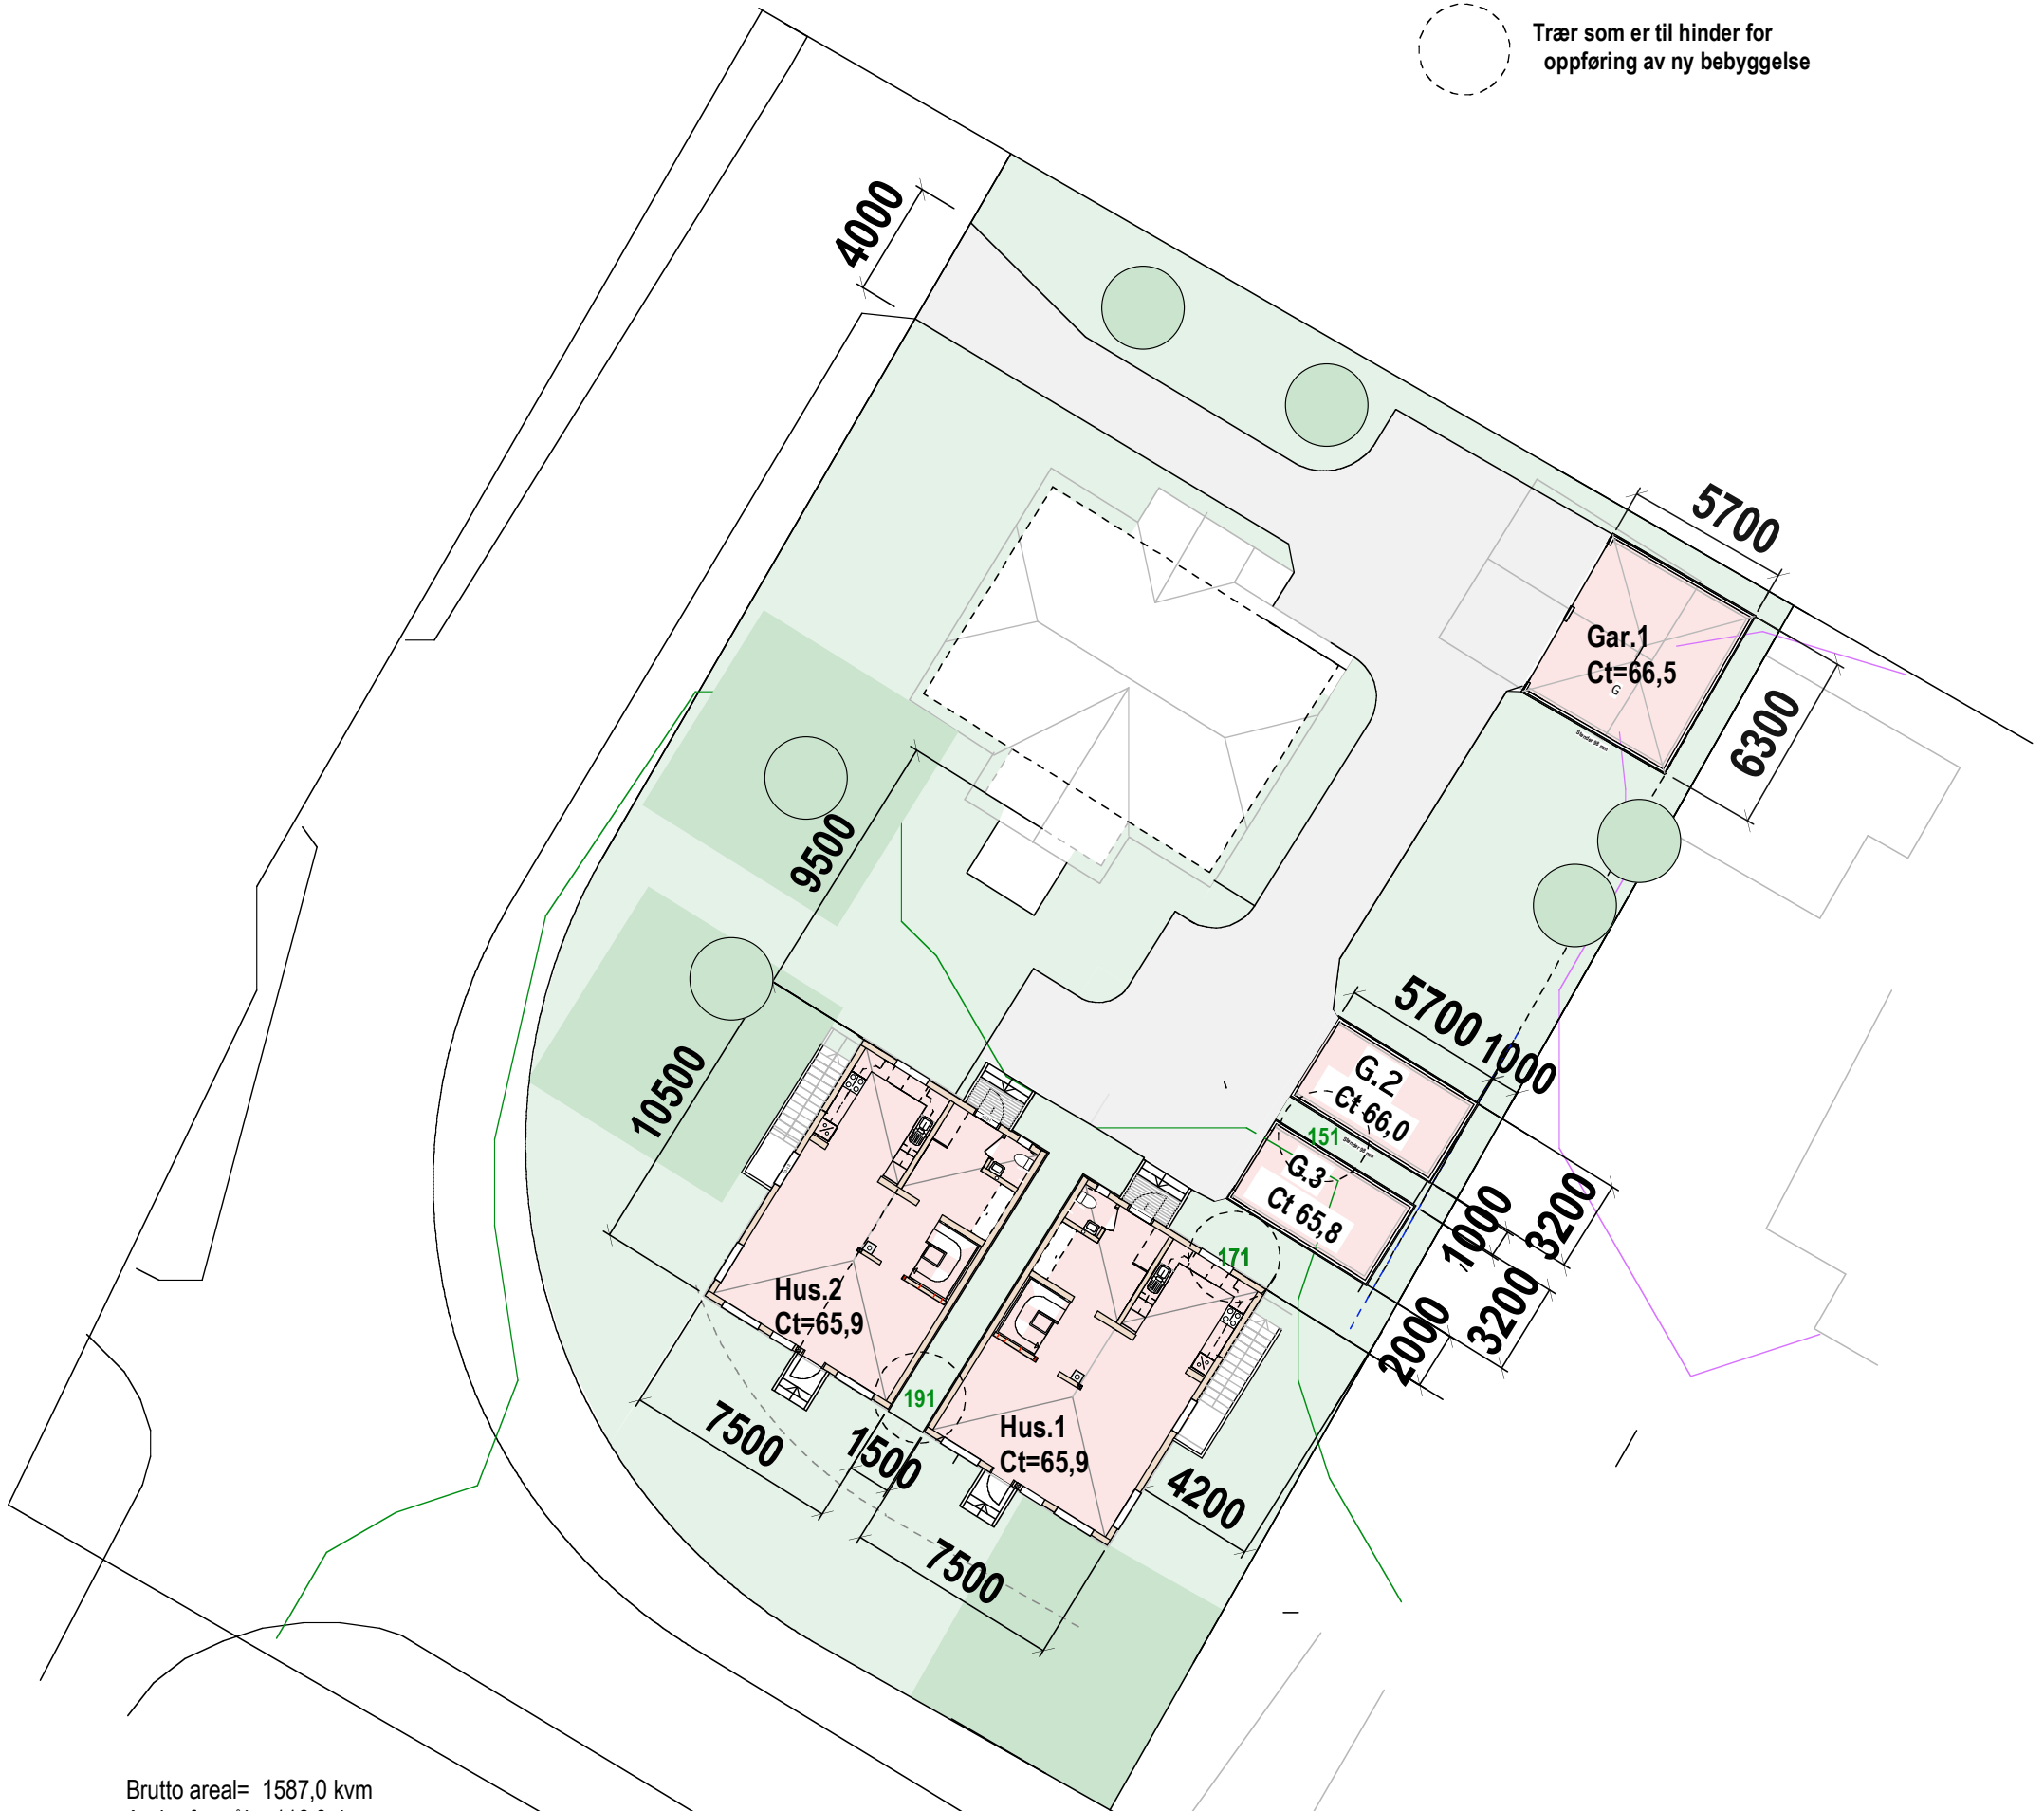 Trær som er til hinder for
oppføring av ny bebyggelse
4000
5700
Gar.1
Ct=66,5
G
6300
9500
5700
1000
G.2
Ct 66,0
151
G.3
Ct 65,8
10500
171
1000
3200
3200
2000
Hus.2
Ct=65,9
191
Hus.1
Ct=65,9
7500
1500
4200
7500
Brutto areal= 1587,0 kvm